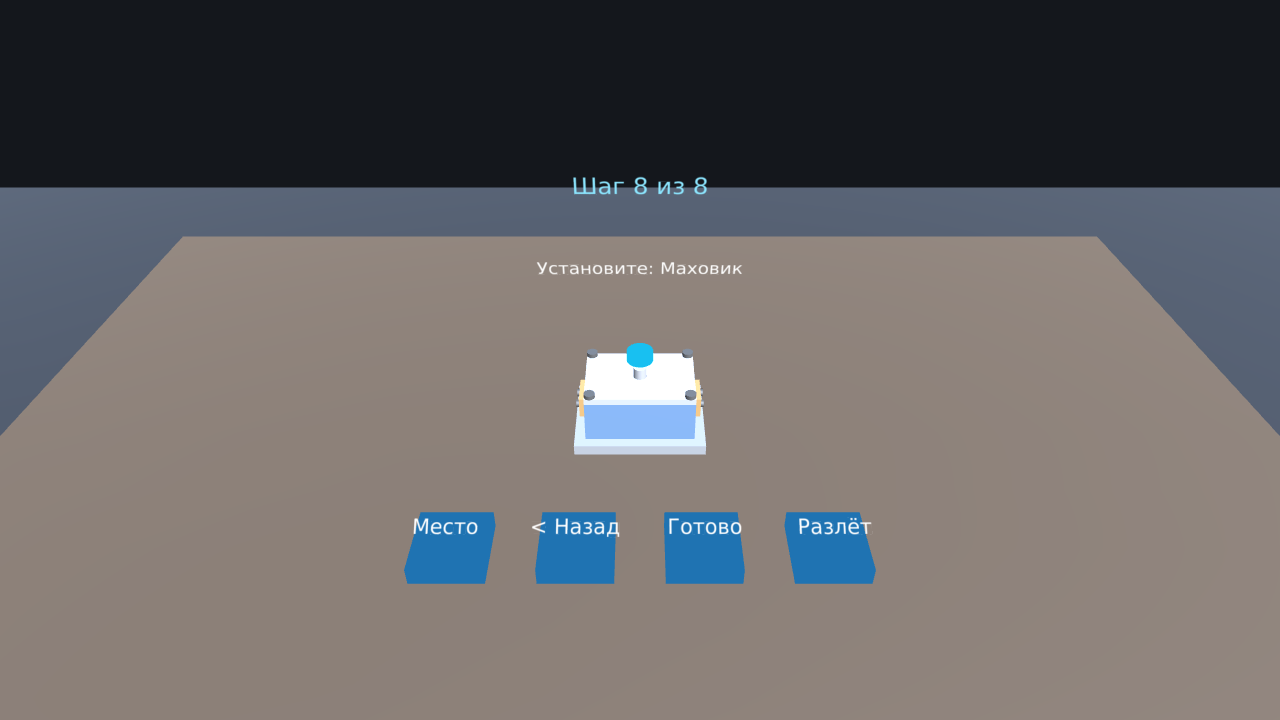 Шаг 8 из 8
Установите: Маховик
Место
< Назад
Готово
Разлёт